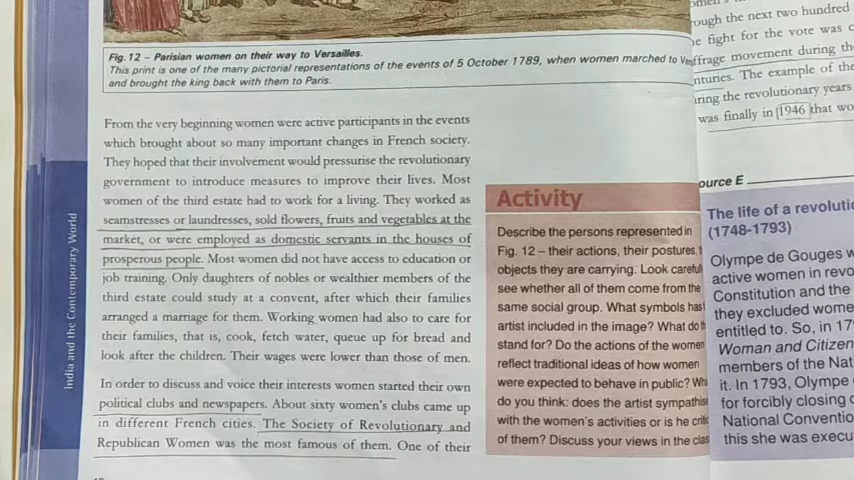 Fig. 12 – Parisian women on their way to Versailles.
This print is one of the many pictorial representations of the events of 5 October 1789, when women marched to
and brought the king back with them to Paris.
From the very beginning women were active participants in the events
which brought about so many important changes in French society.
They hoped that their involvement would pressurise the revolutionary
government to introduce measures to improve their lives. Most
women of the third estate had to work for a living. They worked as
seamstresses or laundresses, sold flowers, fruits and vegetables at the
market, or were employed as domestic servants in the houses of
prosperous people. Most women did not have access to education or
job training. Only daughters of nobles or wealthier members of the
third estate could study at a convent, after which their families
arranged a marriage for them. Working women had also to care for
their families, that is, cook, fetch water, queue up for bread and
look after the children. Their wages were lower than those of men.
In order to discuss and voice their interests women started their own
political clubs and newspapers. About sixty women's clubs came up
in different French cities. The Society of Revolutionary and
Republican Women was the most famous of them. One of their
India and the Contemporary World
Activity
Describe the persons represented in
Fig. 12 – their actions, their postures,
objects they are carrying. Look
see whether all of them come from the
same social group. What symbols has
artist included in the image? What do
stand for? Do the actions of the women
reflect traditional ideas of how women
were expected to behave in public?
do you think: does the artist
with the women's activities or is he
of them? Discuss your views in the
the next two hundred
fight for the vote was
movement during
The example of the
the revolutionary years
was finally in 1946 that
The life of a
(1748-1793)
Olympe de Gouges
active women in
Constitution and the
they excluded
entitled to. So, in
Woman and Citizen
members of the
it. In 1793, Olympe
for forcibly closing
National
this she was